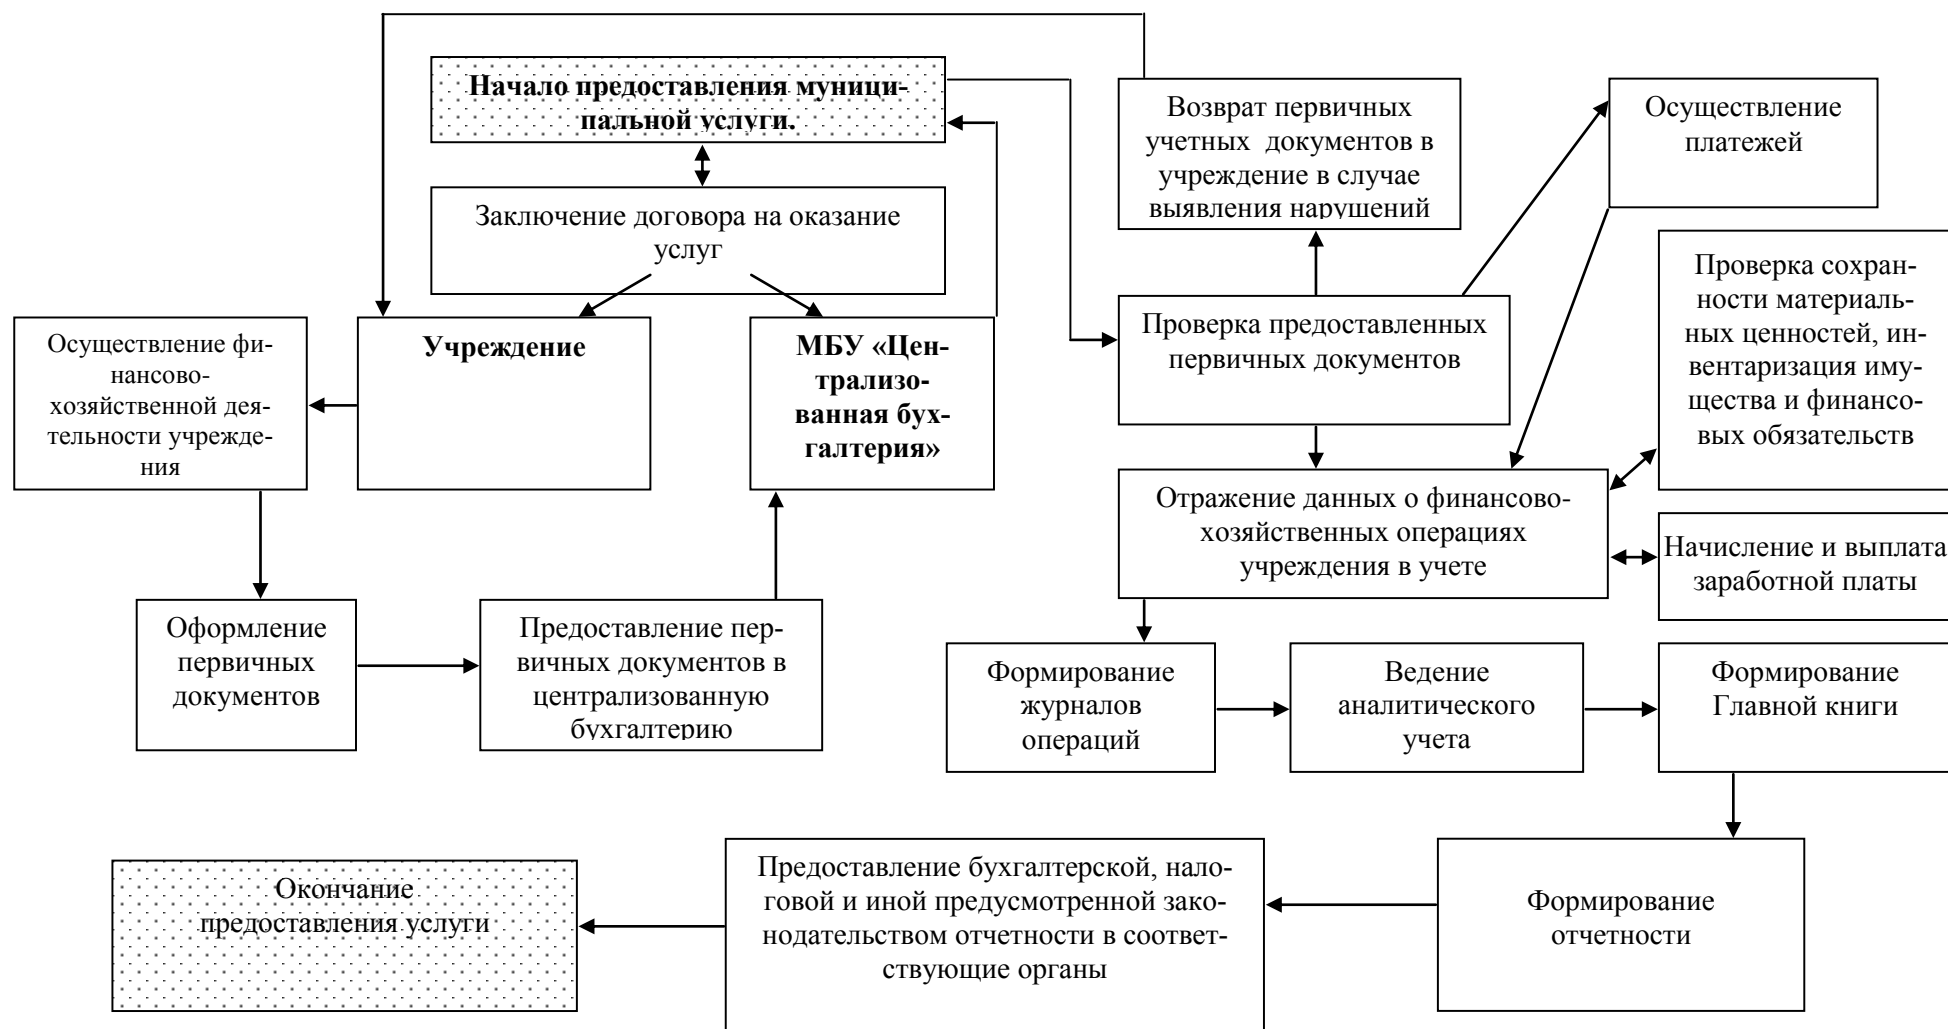 Начало предоставления муници-
пальной услуги.
Заключение договора на оказание
услуг
Возврат первичных
учетных документов в
учреждение в случае
выявления нарушений
Осуществление
платежей
Проверка сохран-
ности материаль-
ных ценностей, ин-
вентаризация иму-
щества и финансо-
вых обязательств
Осуществление фи-
нансово-
хозяйственной дея-
тельности учрежде-
ния
Учреждение
МБУ «Цен-
трализо-
ванная бух-
галтерия»
Проверка предоставленных
первичных документов
Отражение данных о финансово-
хозяйственных операциях
учреждения в учете
Начисление и выплата
заработной платы
Оформление
первичных
документов
Предоставление пер-
вичных документов в
централизованную
бухгалтерию
Формирование
журналов
операций
Ведение
аналитического
учета
Формирование
Главной книги
Окончание
предоставления услуги
Предоставление бухгалтерской, нало-
говой и иной предусмотренной зако-
нодательством отчетности в соответ-
ствующие органы
Формирование
отчетности